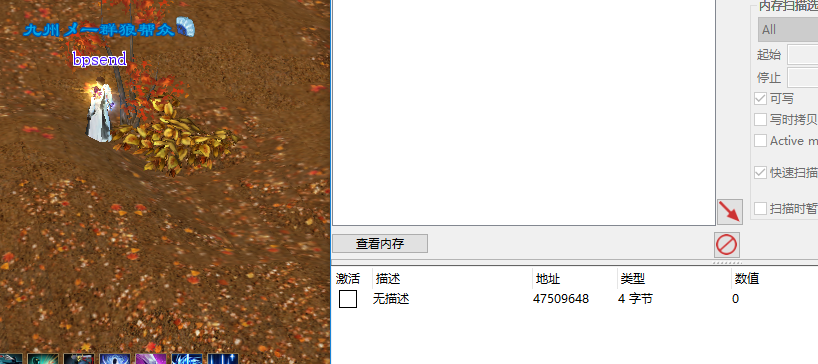 九州メ一群狼帮众
bpsend
内存扫描选
All
起始
停止
可写
写时拷贝
Active m
快速扫描
扫描时暂
查看内存
激活 描述 地址 类型 数值
无描述 47509648 4 字节 0